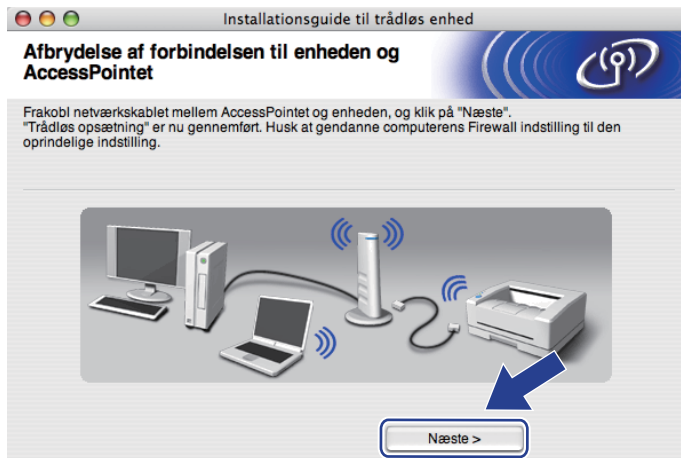 Installationsguide til trådløs enhed
Afbrydelse af forbindelsen til enheden og
AccessPointet
Frakobl netværkskablet mellem AccessPointet og enheden, og klik på "Næste".
"Trådløs opsætning" er nu gennemført. Husk at gendanne computerens Firewall indstilling til den
oprindelige indstilling.
Næste >